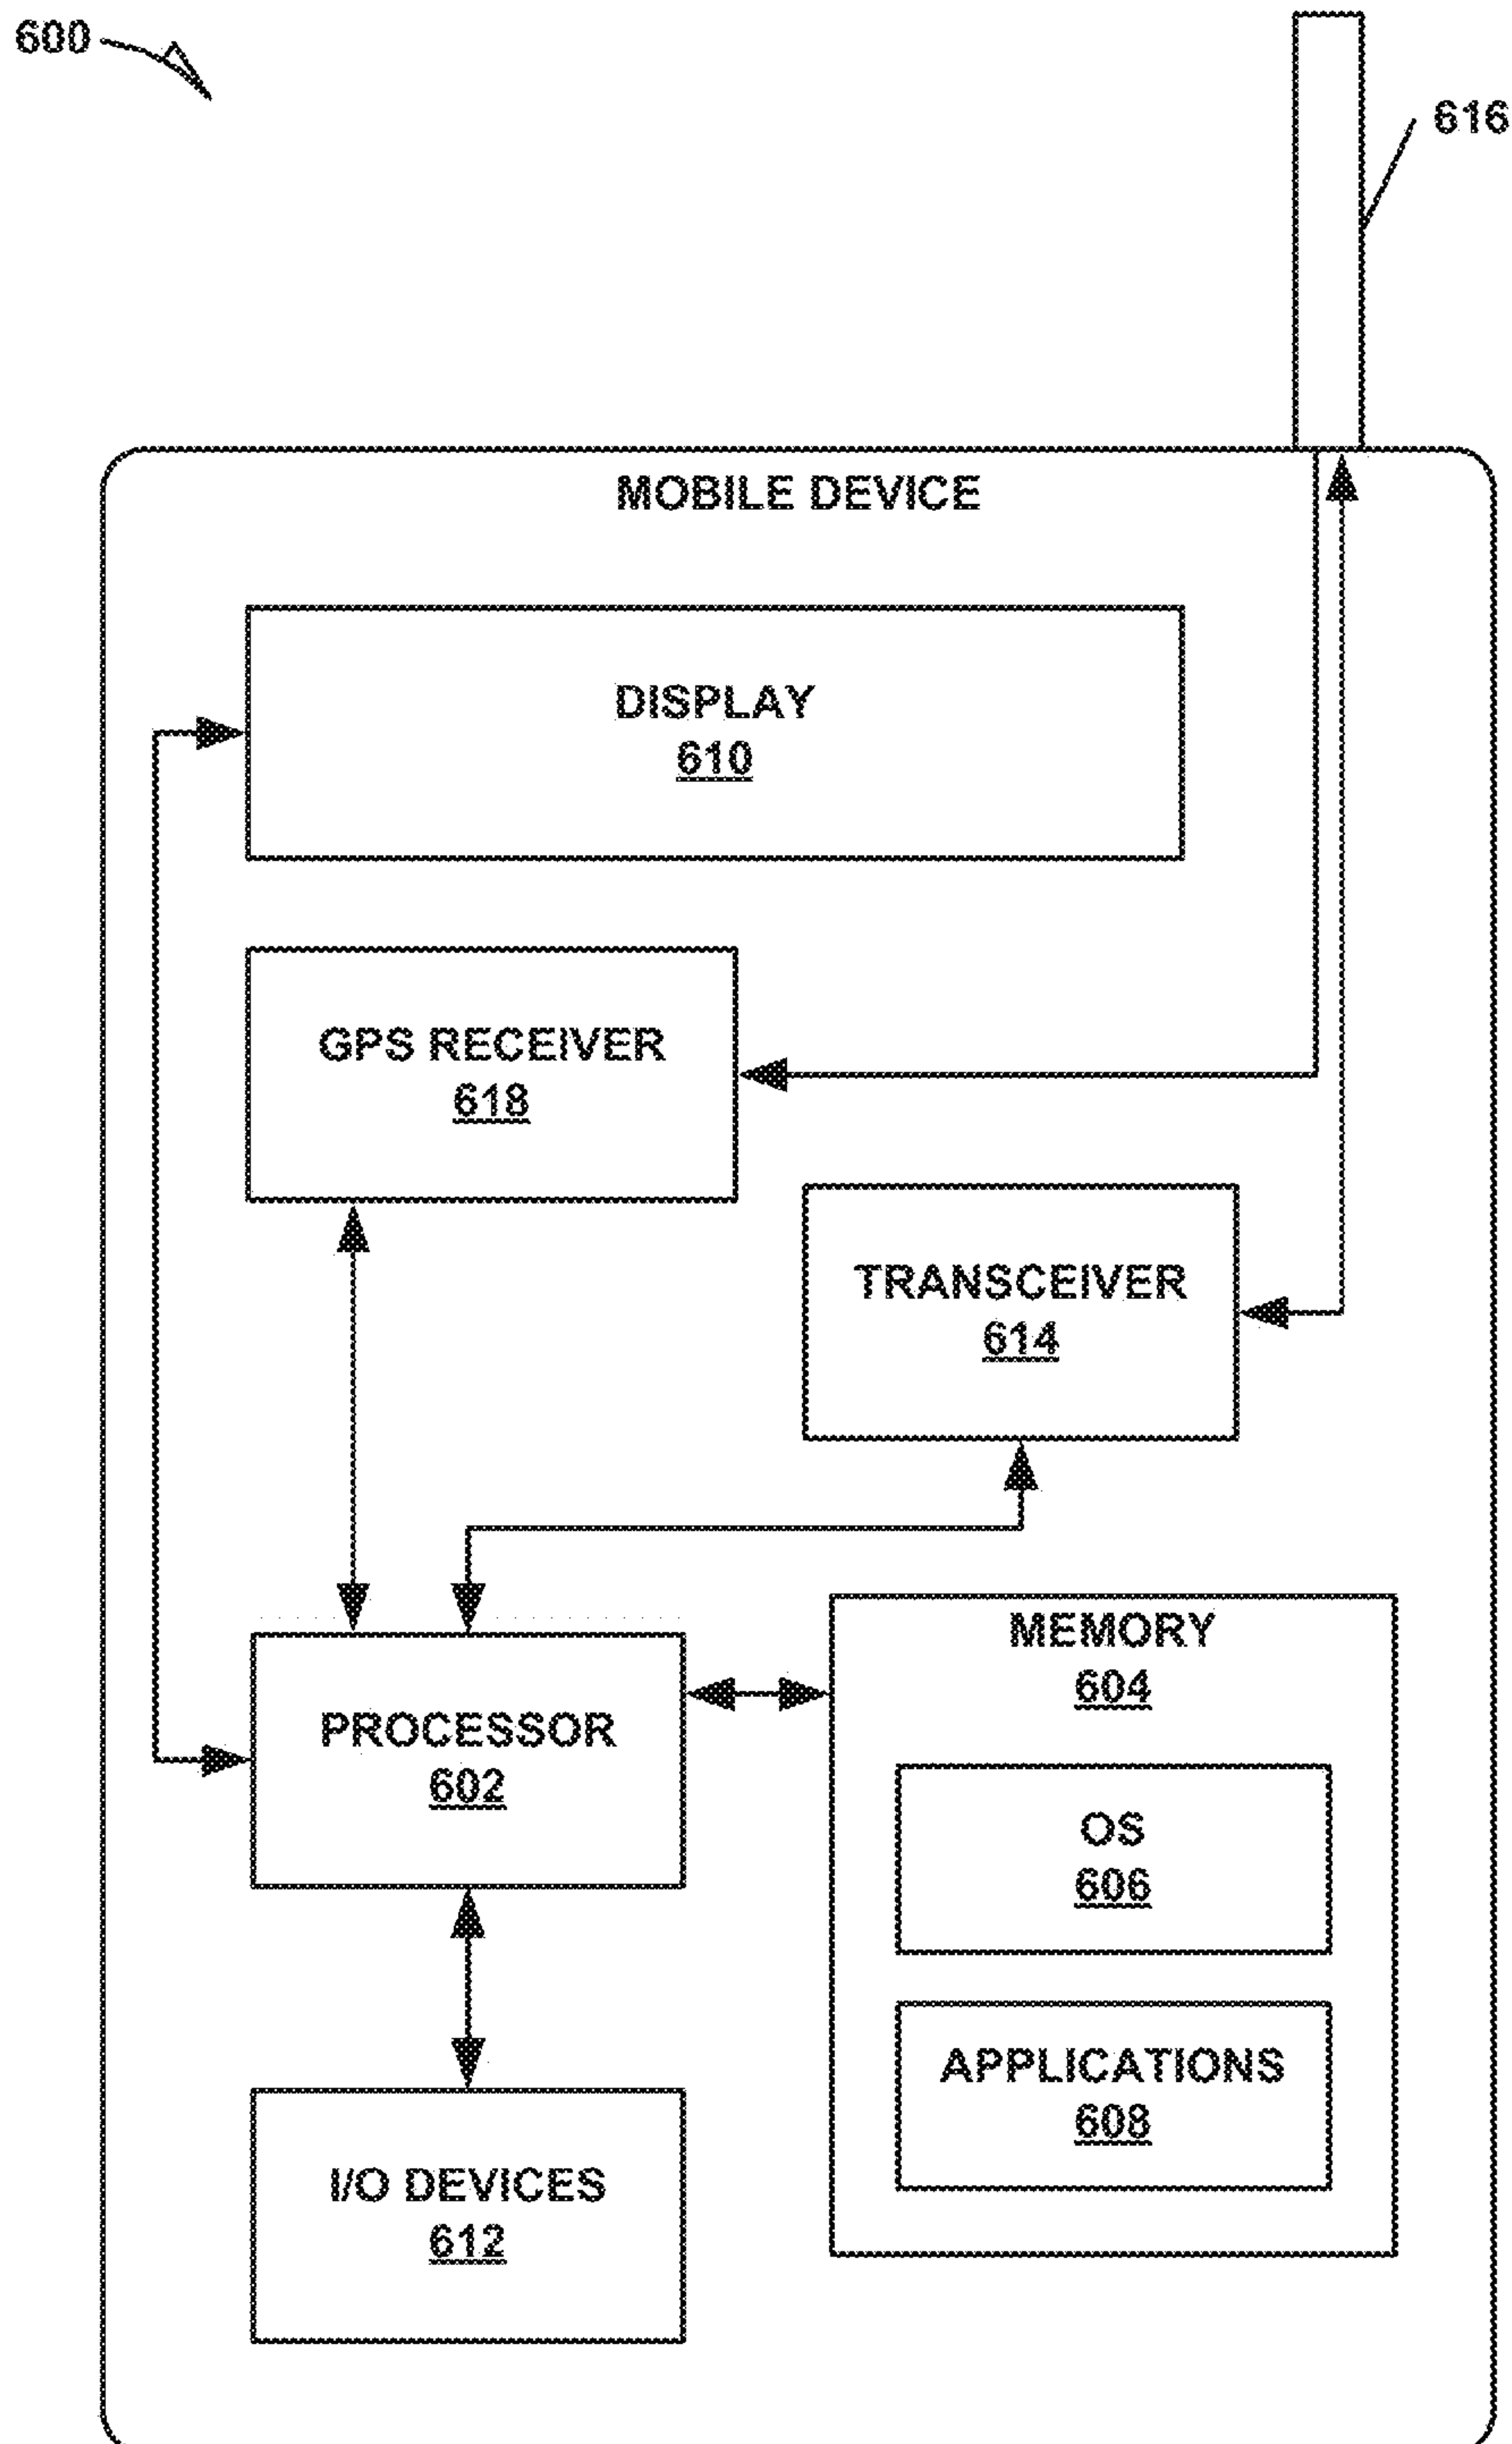 600
616
MOBILE DEVICE
DISPLAY
610
GPS RECEIVER
618
TRANSCEIVER
614
MEMORY
604
PROCESSOR
602
OS
606
APPLICATIONS
608
I/O DEVICES
612